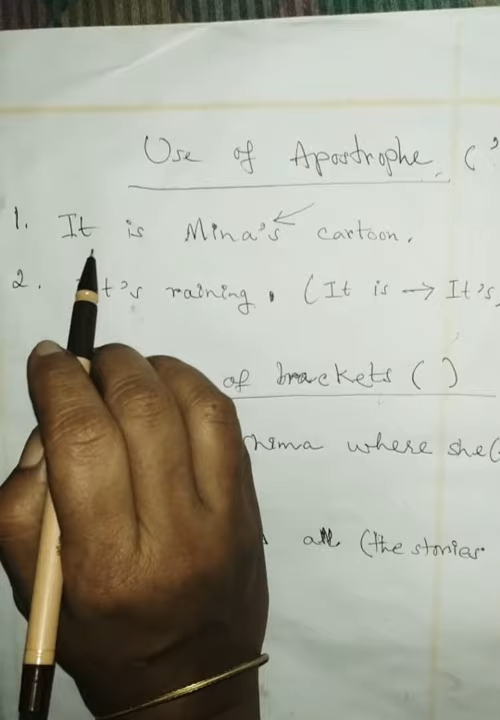 Use of Apostrophe (’
1. It is Mina's cartoon.
2. It's raining. (It is → It's
of brackets ( )
where she(
all (the stories